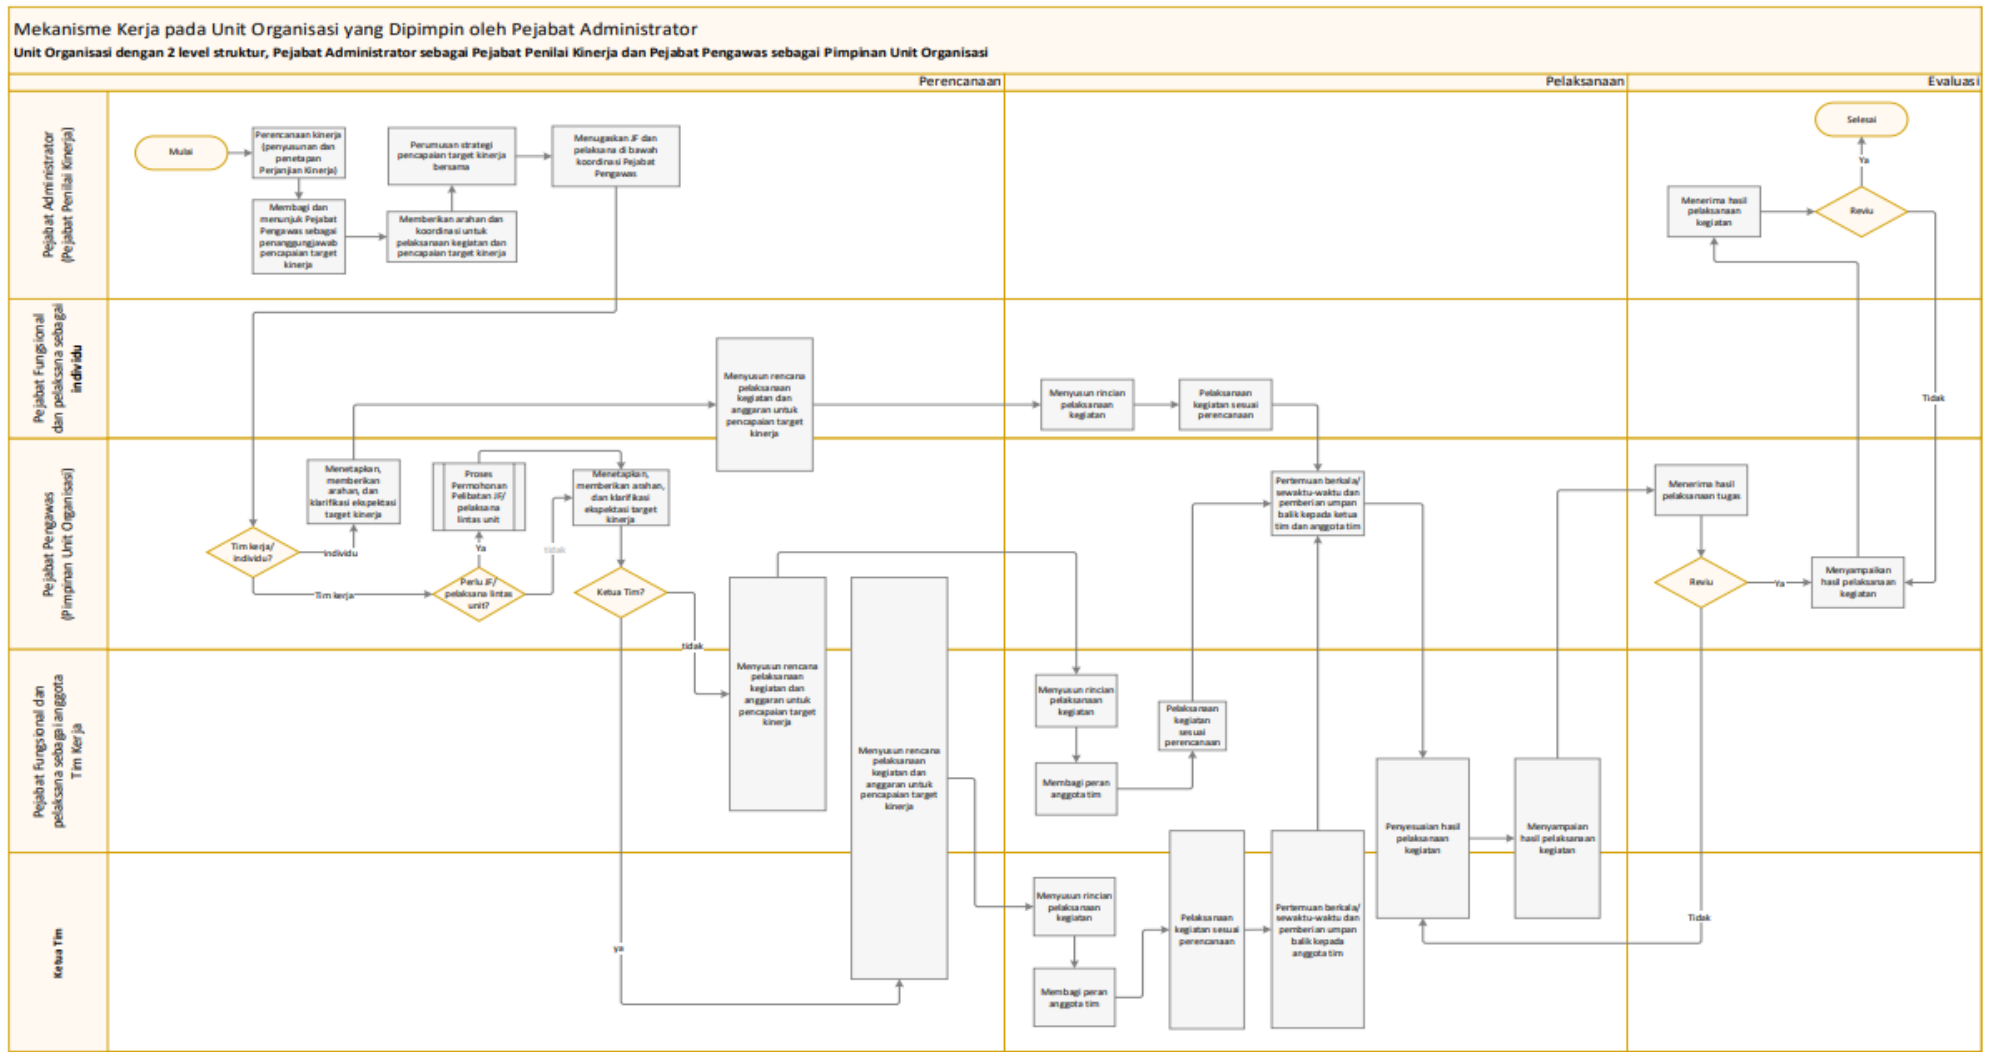 Mekanisme Kerja pada Unit Organisasi yang Dipimpin oleh Pejabat Administrator
Unit Organisasi dengan 2 level struktur, Pejabat Administrator sebagai Pejabat Penilai Kinerja dan Pejabat Pengawas sebagai Pimpinan Unit Organisasi
Perencanaan
Pelaksanaan
Evaluasi
Pejabat Administrator
(Pejabat Penilai Kinerja)
Mulai
Perencanaan kinerja
(penyusunan dan
penetapan
Perjanjian Kinerja)
Membagi dan
menunjuk Pejabat
Pengawas sebagai
penanggungjawab
pencapaian target
kinerja
Perumusan strategi
pencapaian target kinerja
bersama
Memberikan arahan dan
koordinasi untuk
pelaksanaan kegiatan dan
pencapaian target kinerja
Menugaskan JF dan
pelaksana di bawah
koordinasi Pejabat
Pengawas
Selesai
Ya
Menerima hasil
pelaksanaan
kegiatan
Reviu
Tidak
Pejabat Fungsional
dan pelaksana sebagai
individu
Menyusun rencana
pelaksanaan
kegiatan dan
anggaran untuk
pencapaian target
kinerja
Menyusun rincian
pelaksanaan
kegiatan
Pelaksanaan
kegiatan sesuai
perencanaan
Pejabat Pengawas
(Pimpinan Unit Organisasi)
Tim kerja/
individu?
individu
Tim kerja
Menetapkan,
memberikan
arahan, dan
klarifikasi ekspektasi
target kinerja
Proses
Permohonan
Pelibatan JF/
pelaksana
lintas unit
Ya
Perlu JF/
pelaksana lintas
unit?
tidak
Menetapkan,
memberikan arahan,
dan klarifikasi
ekspektasi target
kinerja
Ketua Tim?
tidak
ya
Pertemuan berkala/
sewaktu-waktu dan
pemberian umpan
balik kepada ketua
tim dan anggota tim
Menerima hasil
pelaksanaan tugas
Reviu
Ya
Menyampaikan
hasil pelaksanaan
kegiatan
Tidak
Pejabat Fungsional dan
pelaksana sebagai anggota
Tim Kerja
Menyusun rencana
pelaksanaan
kegiatan dan
anggaran untuk
pencapaian target
kinerja
Menyusun rencana
pelaksanaan
kegiatan dan
anggaran untuk
pencapaian target
kinerja
Menyusun rincian
pelaksanaan
kegiatan
Membagi peran
anggota tim
Pelaksanaan
kegiatan
sesuai
perencanaan
Penyesuaian hasil
pelaksanaan
kegiatan
Menyampaian
hasil pelaksanaan
kegiatan
Ketua Tim
Menyusun rincian
pelaksanaan
kegiatan
Membagi peran
anggota tim
Pelaksanaan
kegiatan sesuai
perencanaan
Pertemuan berkala/
sewaktu-waktu dan
pemberian umpan
balik kepada
anggota tim